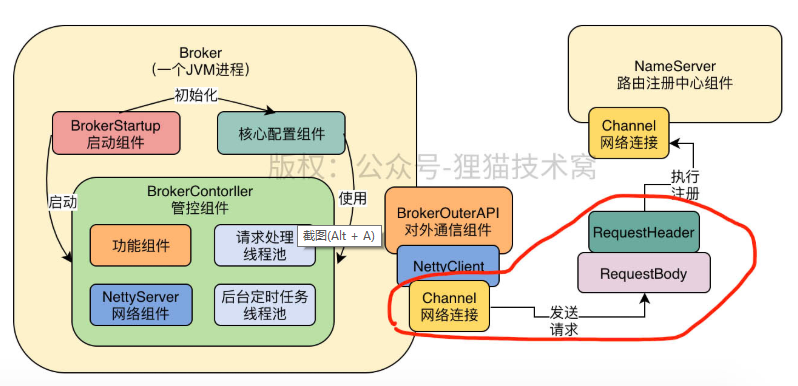 Broker
(一个JVM进程)
初始化
BrokerStartup
启动组件
核心配置组件
启动
使用
BrokerContorller
管控组件
功能组件
请求处理
线程池
NettyServer
网络组件
后台定时任务
线程池
截图(Alt + A)
版权：公众号-狸猫技术窝
BrokerOuterAPI
对外通信组件
NettyClient
Channel
网络连接
发送
请求
NameServer
路由注册中心组件
Channel
网络连接
执行
注册
RequestHeader
RequestBody